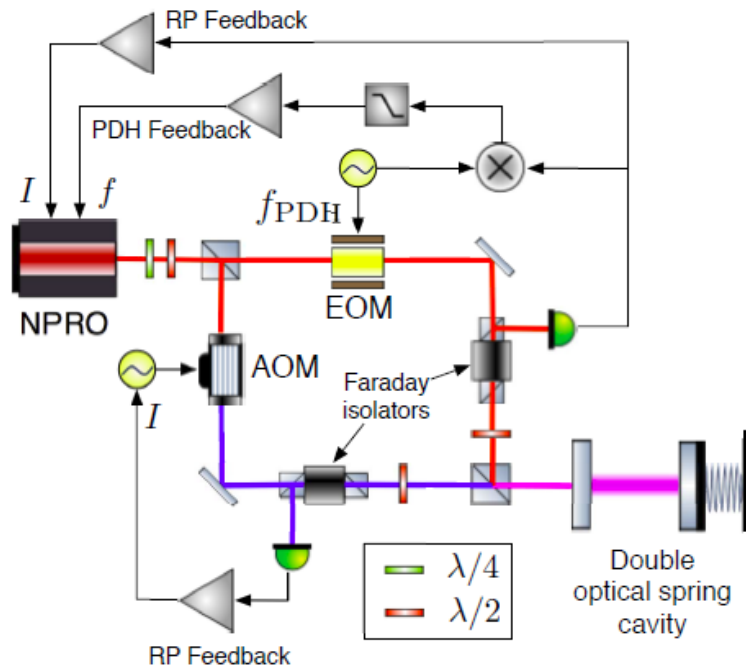 RP Feedback
PDH Feedback
I
f
f_PDH
NPRO
EOM
AOM
Faraday
isolators
I
λ/4
λ/2
Double
optical spring
cavity
RP Feedback